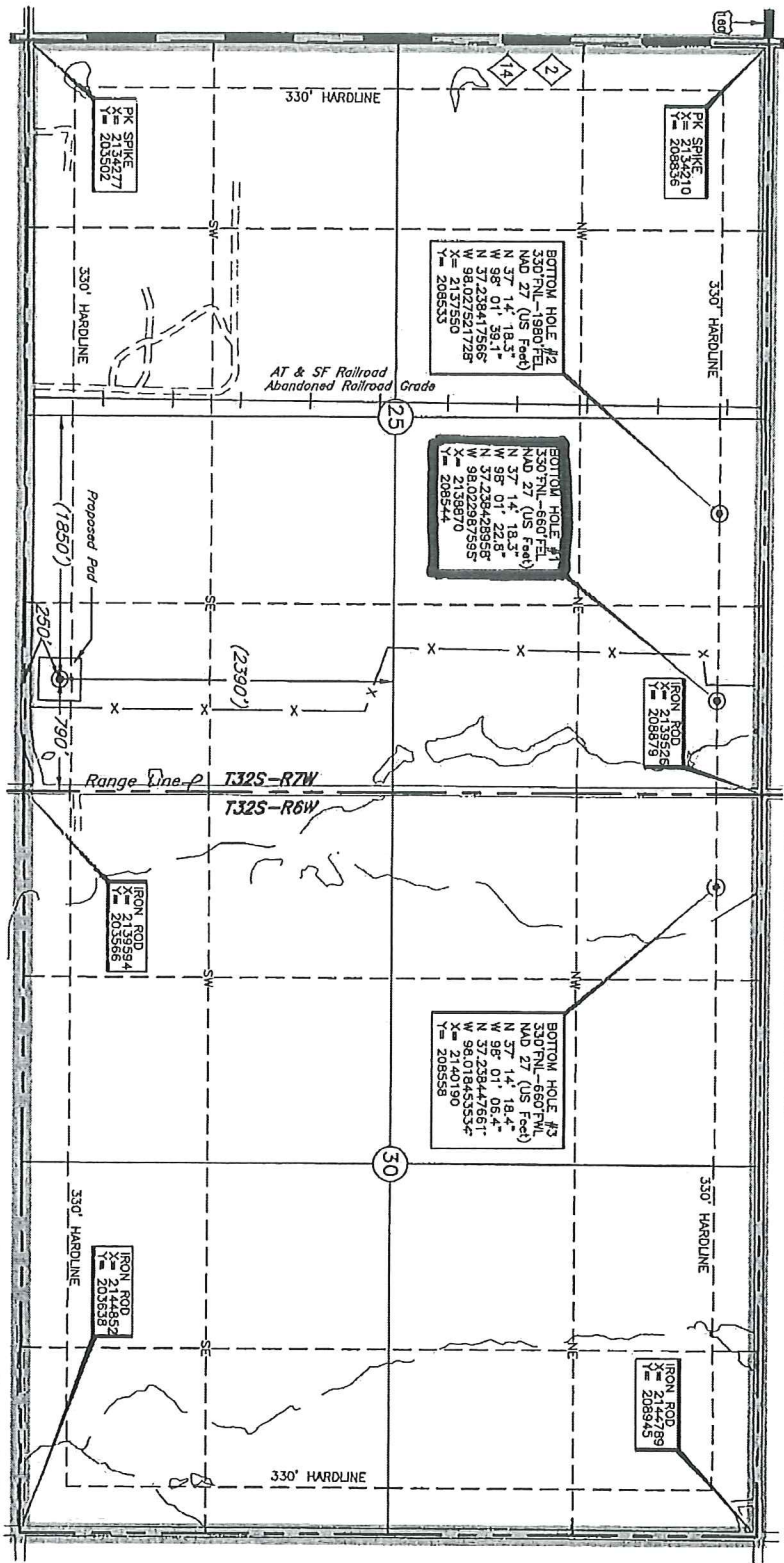 160
PK SPIKE
X= 2134277
Y= 203502
330' HARDLINE
14
2
PK SPIKE
X= 2134210
Y= 208836
SW
NW
330' HARDLINE
330' HARDLINE
BOTTOM HOLE #2
330'FNL-1980'FEL
NAD 27 (US Feet)
N 37° 14' 18.3"
W 98° 01' 39.1"
N 37.238417566°
W 98.027521728°
X= 2137550
Y= 208533
AT & SF Railroad
Abandoned Railroad Grade
25
BOTTOM HOLE #1
330'FNL-660'FEL
NAD 27 (US Feet)
N 37° 14' 18.3"
W 98° 01' 22.8"
N 37.238428958°
W 98.022987595°
X= 2138870
Y= 208544
(1850')
Proposed Pad
SE
NE
250'
(2390')
790'
X
X
X
X
X
X
X
X
IRON ROD
X= 2139526
Y= 208879
Range Line
T32S-R7W
T32S-R6W
IRON ROD
X= 2139594
Y= 203566
SW
NW
BOTTOM HOLE #3
330'FNL-660'FWL
NAD 27 (US Feet)
N 37° 14' 18.4"
W 98° 01' 06.4"
N 37.238447661°
W 98.018453534°
X= 2140190
Y= 208558
30
330' HARDLINE
330' HARDLINE
IRON ROD
X= 2144852
Y= 203638
SE
NE
IRON ROD
X= 2144789
Y= 208945
330' HARDLINE